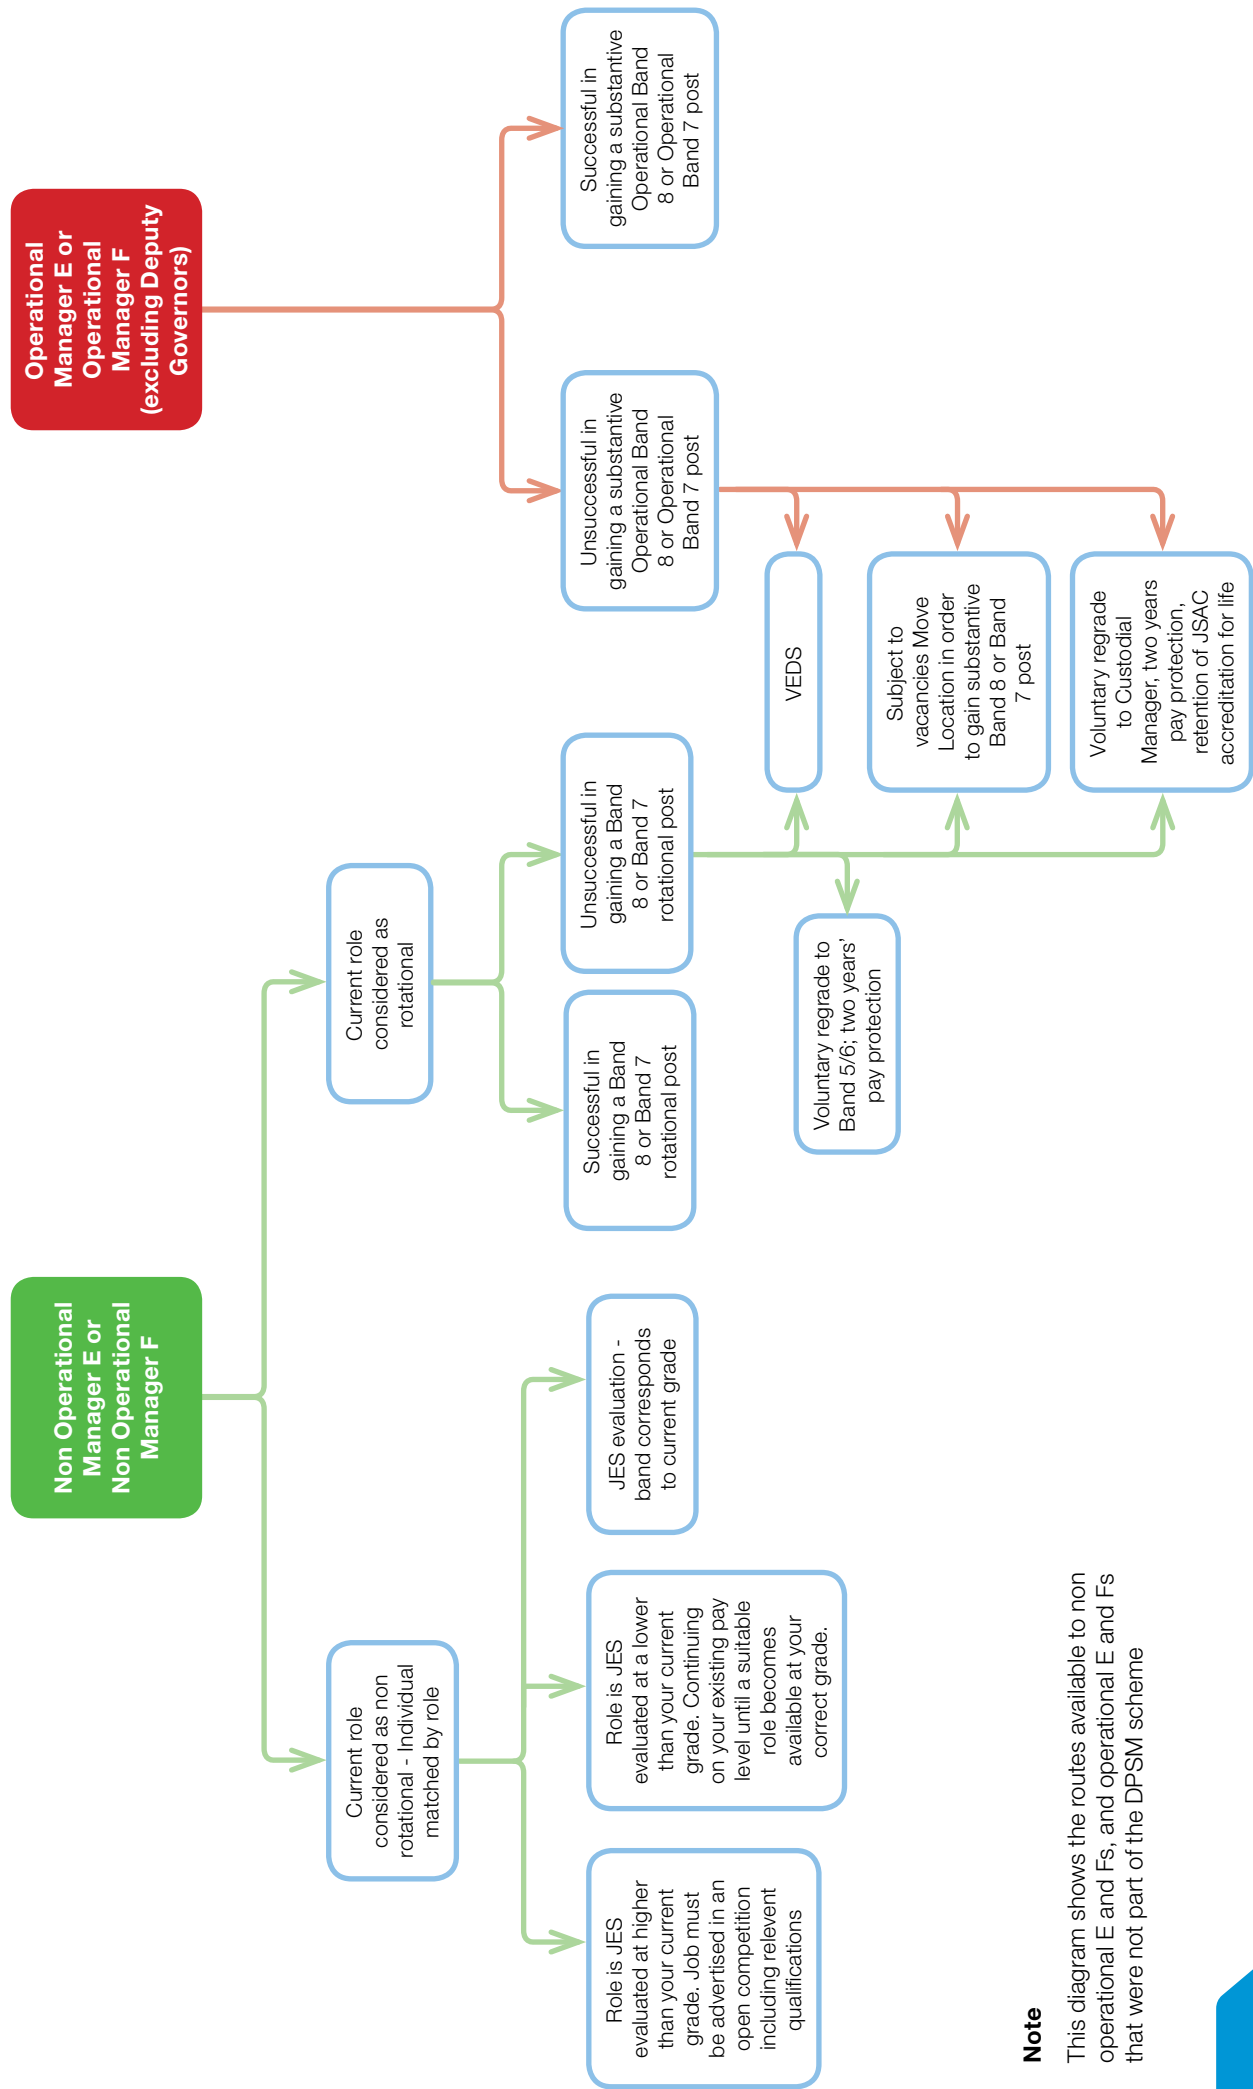 Non Operational
Manager E or
Non Operational
Manager F
Operational
Manager E or
Operational
Manager F
(excluding Deputy
Governors)
Current role
considered as non
rotational - Individual
matched by role
Current role
considered as
rotational
Role is JES
evaluated at higher
than your current
grade. Job must
be advertised in an
open competition
including relevent
qualifications
Role is JES
evaluated at a lower
than your current
grade. Continuing
on your existing pay
level until a suitable
role becomes
available at your
correct grade.
JES evaluation -
band corresponds
to current grade
Successful in
gaining a Band
8 or Band 7
rotational post
Unsuccessful in
gaining a Band
8 or Band 7
rotational post
Unsuccessful in
gaining a substantive
Operational Band
8 or Operational
Band 7 post
Successful in
gaining a substantive
Operational Band
8 or Operational
Band 7 post
Voluntary regrade to
Band 5/6; two years’
pay protection
VEDS
Subject to
vacancies Move
Location in order
to gain substantive
Band 8 or Band
7 post
Voluntary regrade
to Custodial
Manager, two years
pay protection,
retention of JSAC
accreditation for life
Note
This diagram shows the routes available to non
operational E and Fs, and operational E and Fs
that were not part of the DPSM scheme